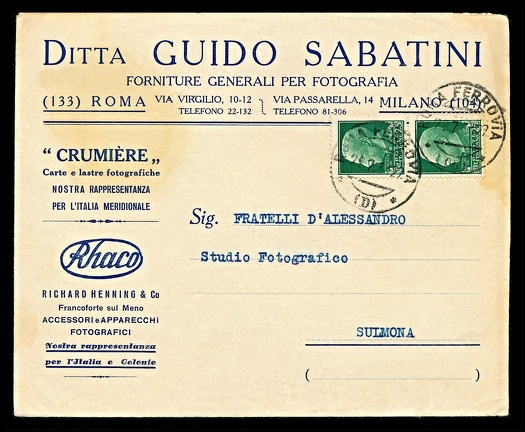 DITTA GUIDO SABATINI
FORNITURE GENERALI PER FOTOGRAFIA
(133) ROMA VIA VIRGILIO, 10-12 TELEFONO 22-132 VIA PASSARELLA, 14 TELEFONO 81-306 MILANO (104)
"CRUMIÈRE„
Carte e lastre fotografiche
NOSTRA RAPPRESENTANZA
PER L'ITALIA MERIDIONALE
Rhaco
RICHARD HENNING & Co
Francoforte sul Meno
ACCESSORI e APPARECCHI
FOTOGRAFICI
Nostra rappresentanza
per l'Italia e Colonie
Sig. FRATELLI D'ALESSANDRO
Studio Fotografico
SULMONA
( )
FERROVIA
(D)